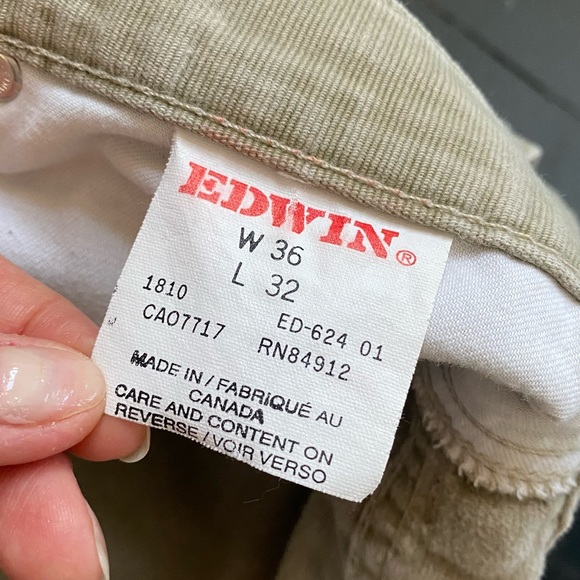 EDWIN®
W 36
L 32
1810 ED-624 01
CA07717 RN84912
MADE IN / FABRIQUÉ AU
CANADA
CARE AND CONTENT ON
REVERSE / VOIR VERSO